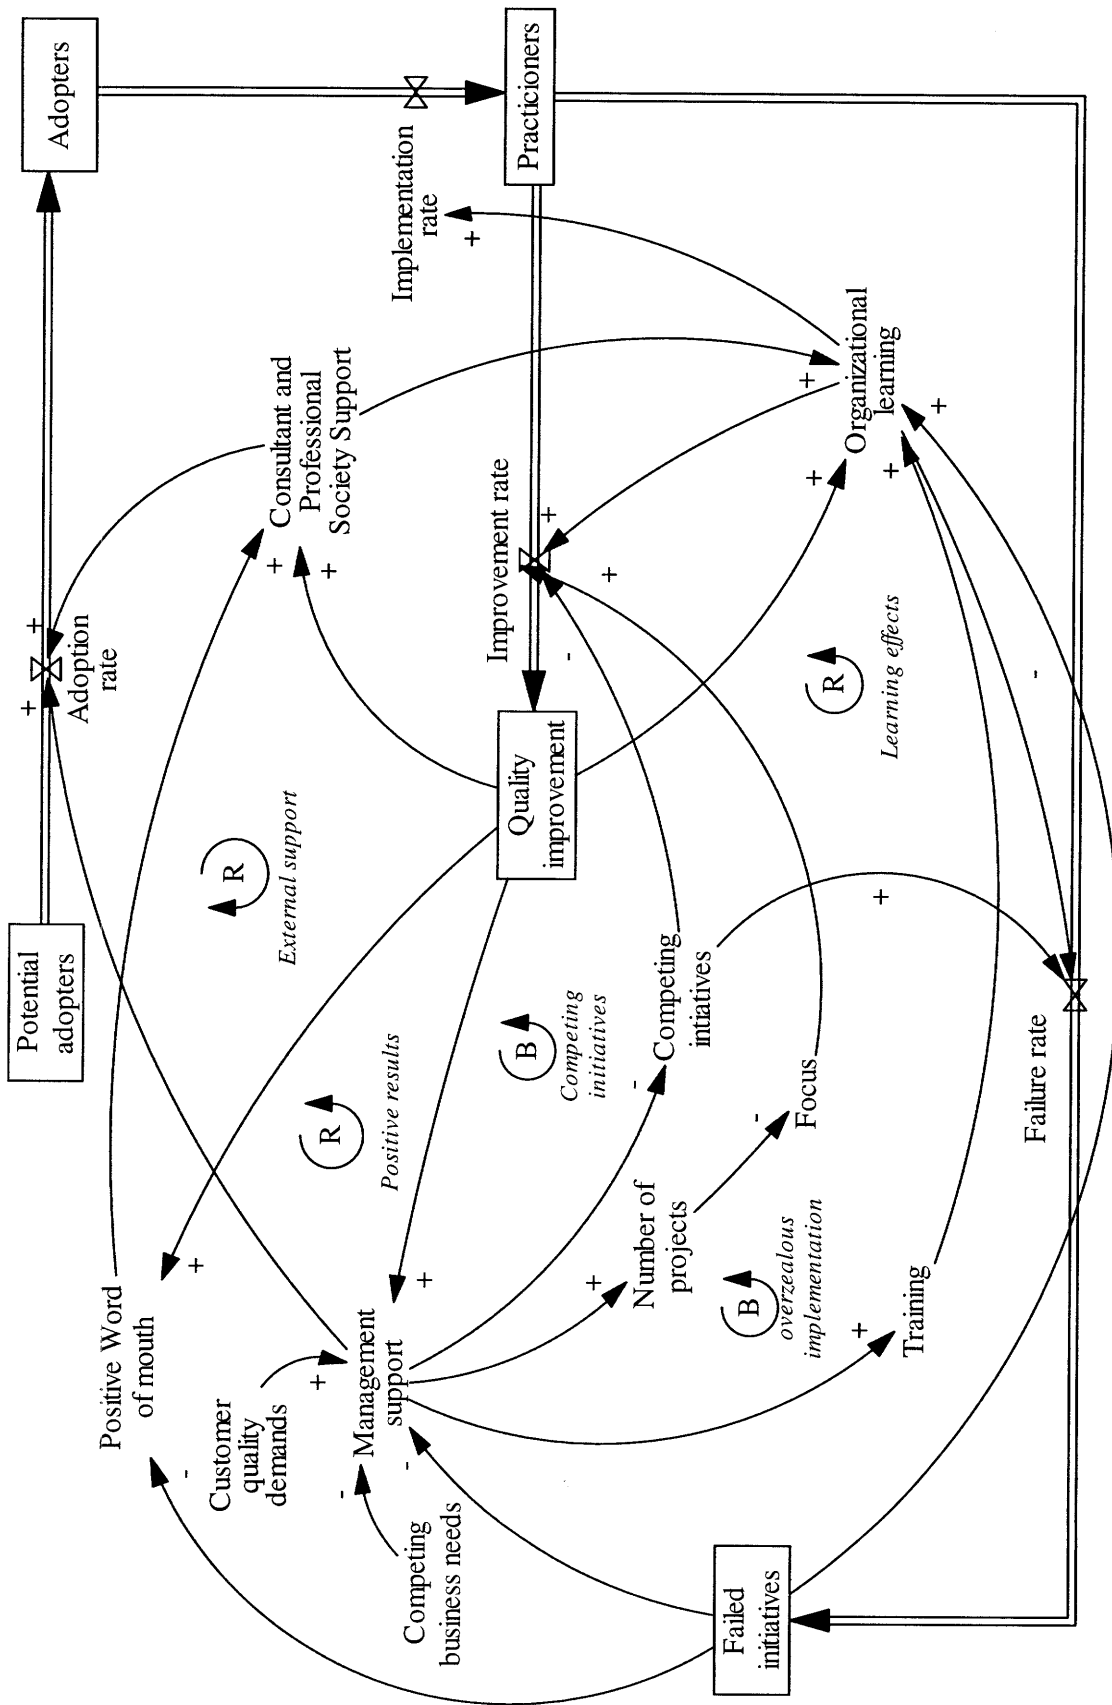 Potential
adopters
Adopters
+
+
Adoption
rate
Positive Word
of mouth
+
-
Customer
quality
demands
+
Management
support
+
-
-
Competing
business needs
R
External support
R
Positive results
Consultant and
Professional
Society Support
+
+
Implementation
rate
+
Practicioners
Improvement rate
+
-
+
Quality
improvement
B
Competing
initiatives
-
Competing
intiatives
+
Number of
projects
+
-
Focus
B
overzealous
implementation
+
Training
R
Learning effects
Organizational
learning
+
+
+
+
-
Failure rate
Failed
initiatives